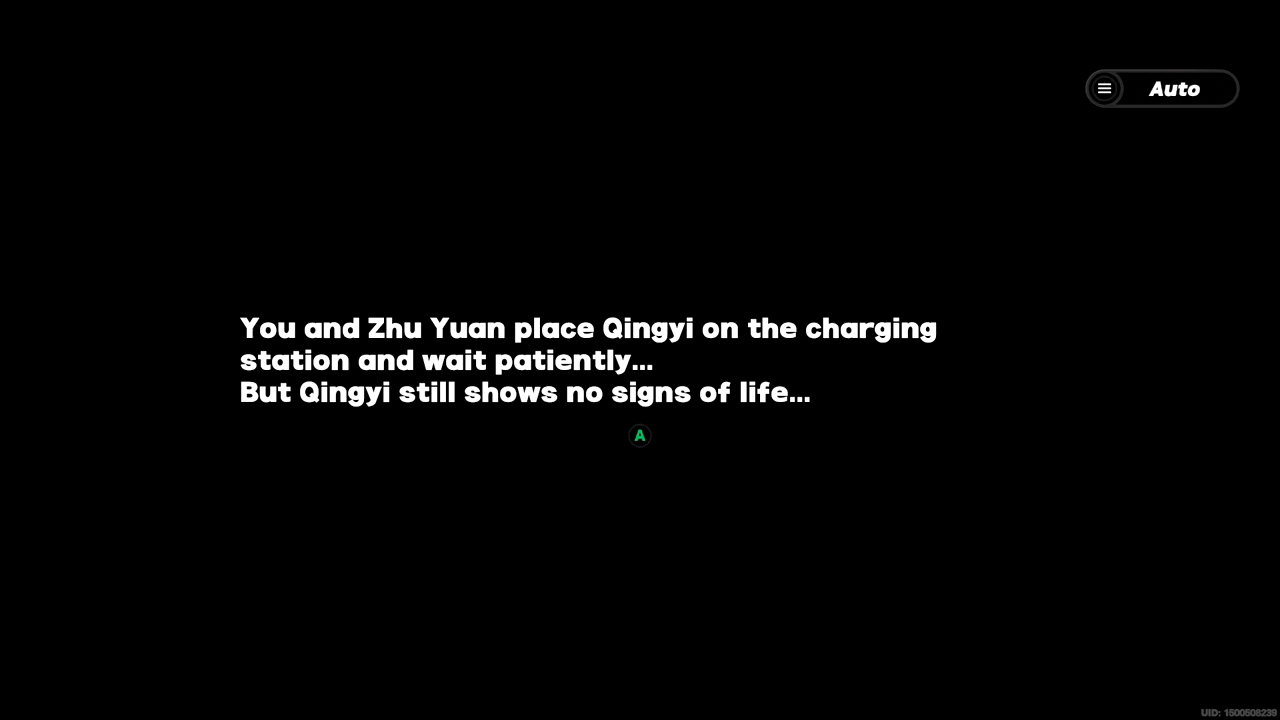 Auto
You and Zhu Yuan place Qingyi on the charging
station and wait patiently...
But Qingyi still shows no signs of life...
A
UID: 1500508239